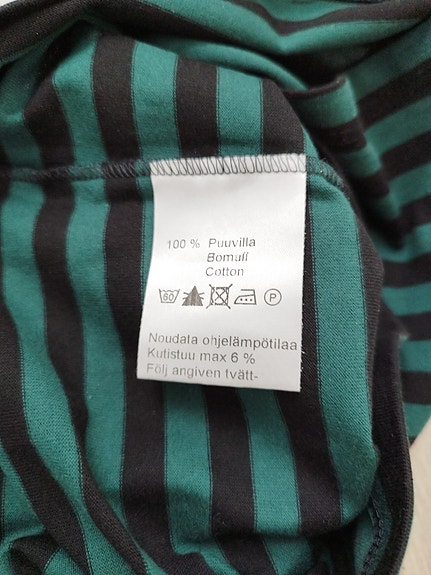 100 % Puuvilla
Bomull
Cotton
60 P
Noudata ohjelämpötilaa
Kutistuu max 6 %
Följ angiven tvätt-